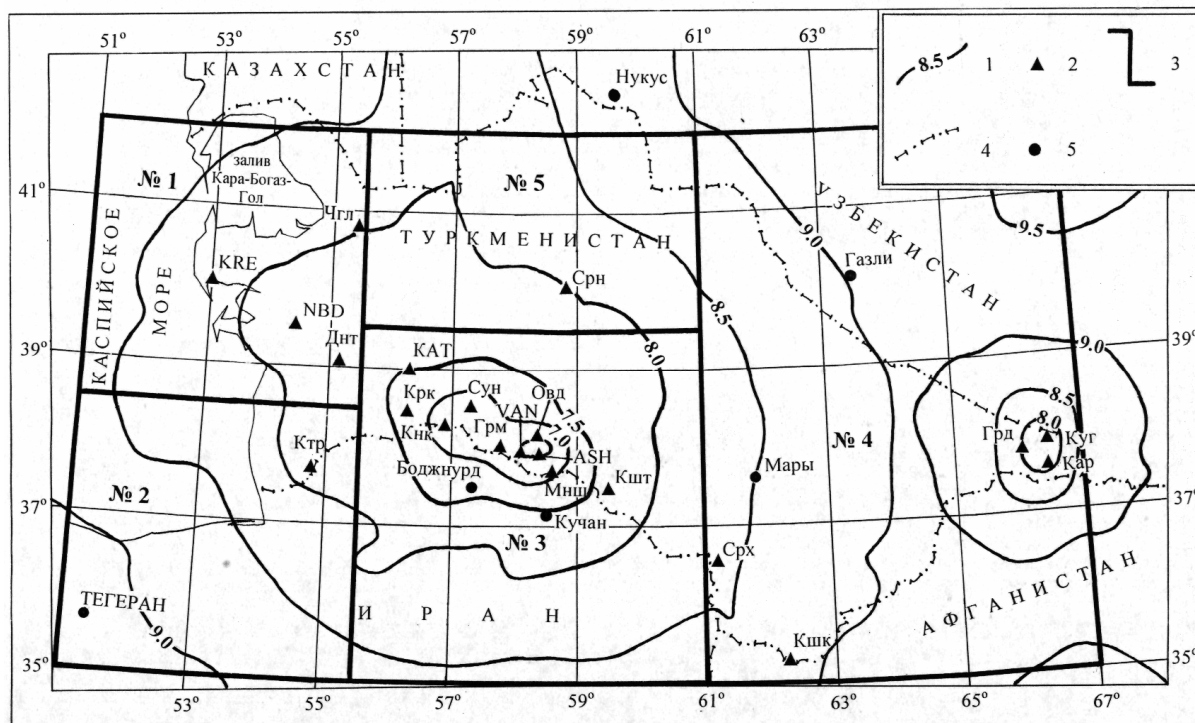 51°
53°
55°
57°
59°
63°
8.5
1
2
3
4
5
КАЗАХСТАН
Нукус
залив
Кара-Богаз-
Гол
№ 1
№ 5
41°
41°
УЗБЕКИСТАН
9.5
Чгл
ТУРКМЕНИСТАН
9.0
Газли
КАСПИЙСКОЕ
МОРЕ
KRE
Срн
NBD
8.5
Днт
8.0
39°
39°
KAT
9.0
Крк
Сун
Овд
7.5
VAN
7.0
8.5
8.0
Кнк
Грм
№ 4
Грд
Куг
Ктр
ASH
Кар
Боджнурд
Мнш
Кшт
Мары
№ 2
37°
37°
Кучан
№ 3
Срх
ТЕГЕРАН
ИРАН
АФГАНИСТАН
9.0
Кшк
35°
35°
53°
55°
57°
59°
61°
63°
65°
67°